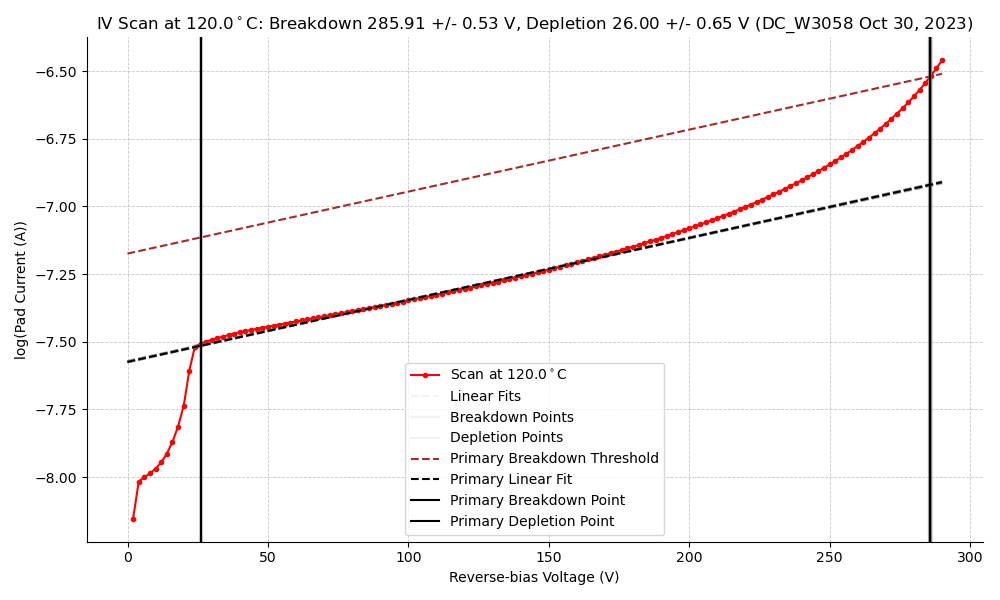 IV Scan at 120.0°C: Breakdown 285.91 +/- 0.53 V, Depletion 26.00 +/- 0.65 V (DC_W3058 Oct 30, 2023)
log(Pad Current (A))
−6.50
−6.75
−7.00
−7.25
−7.50
−7.75
−8.00
Scan at 120.0°C
Linear Fits
Breakdown Points
Depletion Points
Primary Breakdown Threshold
Primary Linear Fit
Primary Breakdown Point
Primary Depletion Point
0 50 100 150 200 250 300
Reverse-bias Voltage (V)